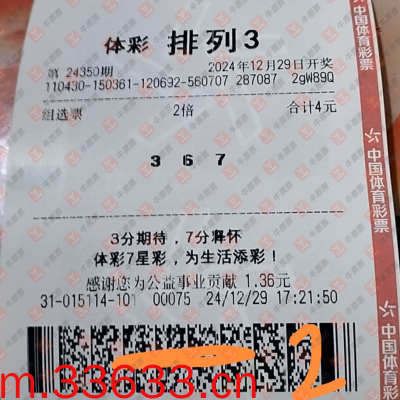 体彩 排列3
第 24350期 2024年12月29日开奖
110430-150361-120692-560707 287087 2gW89Q
组选票 2倍 合计4元
3 6 7
3分期待，7分释怀
体彩7星彩，为生活添彩！
感谢您为公益事业贡献 1.36元
31-015114-101 00075 24/12/29 17:21:50
2
m.33633.cn
中国体育彩票
中国体育彩票